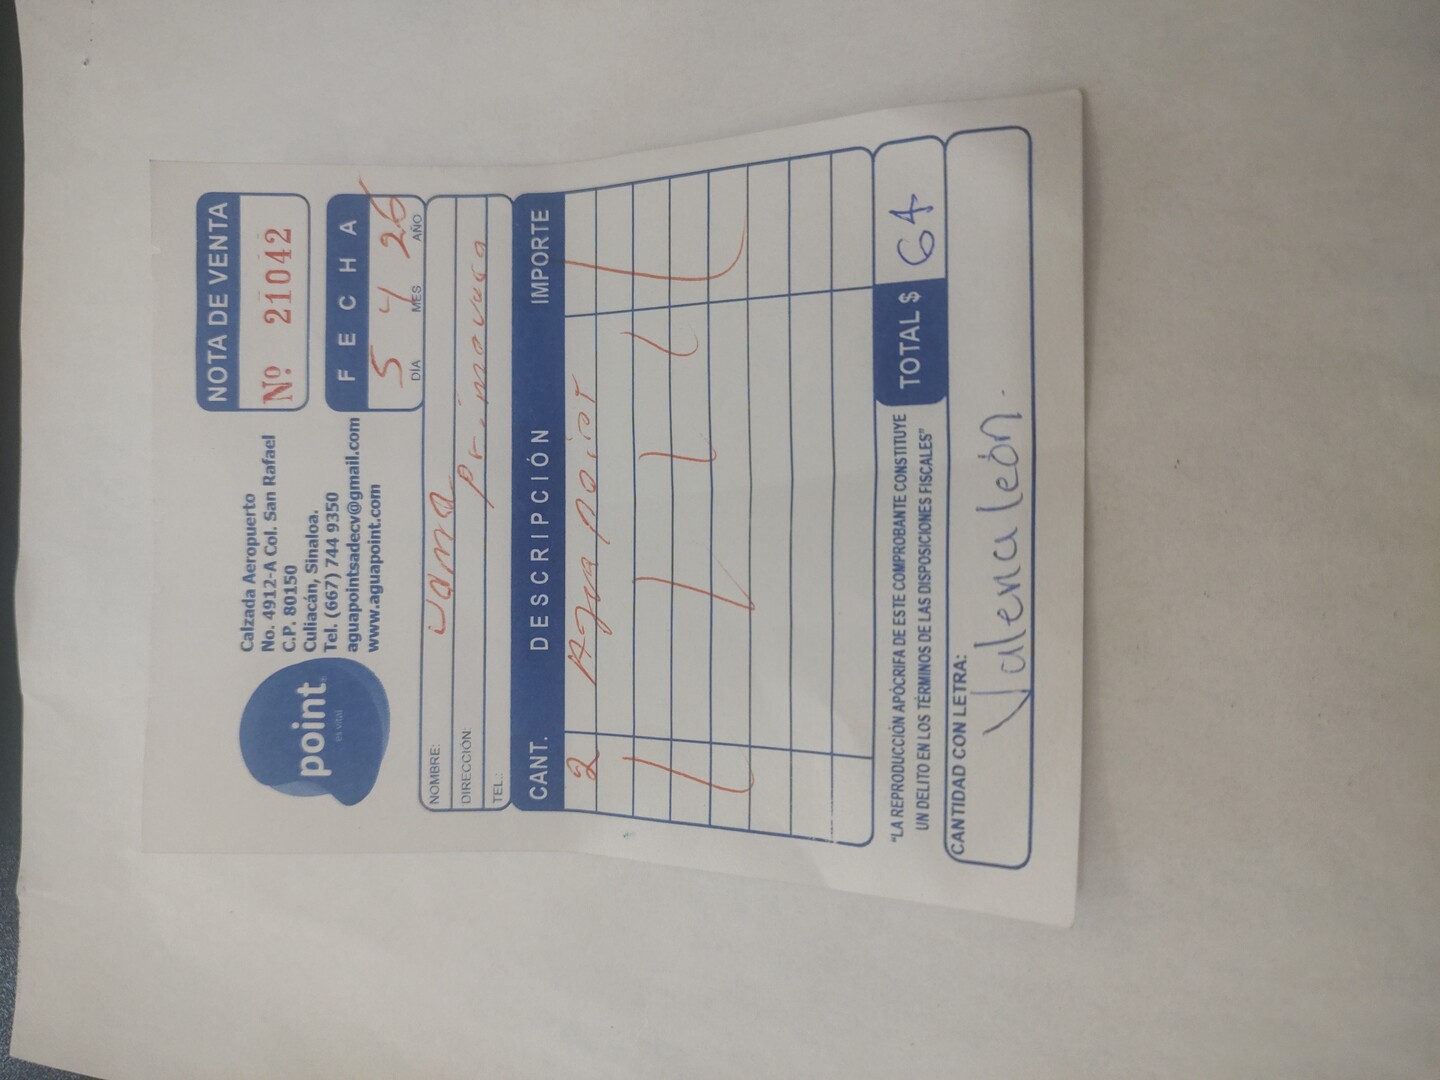 point
es vital
Calzada Aeropuerto
No. 4912-A Col. San Rafael
C.P. 80150
Culiacán, Sinaloa.
Tel. (667) 744 9350
aguapointsadecv@gmail.com
www.aguapoint.com
NOTA DE VENTA
Nº 21042
FECHA
5 4 26
DÍA MES AÑO
NOMBRE:
DIRECCIÓN: primavera
TEL.:
CANT. DESCRIPCIÓN IMPORTE
2 Agua point
"LA REPRODUCCIÓN APÓCRIFA DE ESTE COMPROBANTE CONSTITUYE
UN DELITO EN LOS TÉRMINOS DE LAS DISPOSICIONES FISCALES"
TOTAL $ 64
CANTIDAD CON LETRA:
Valeria León.